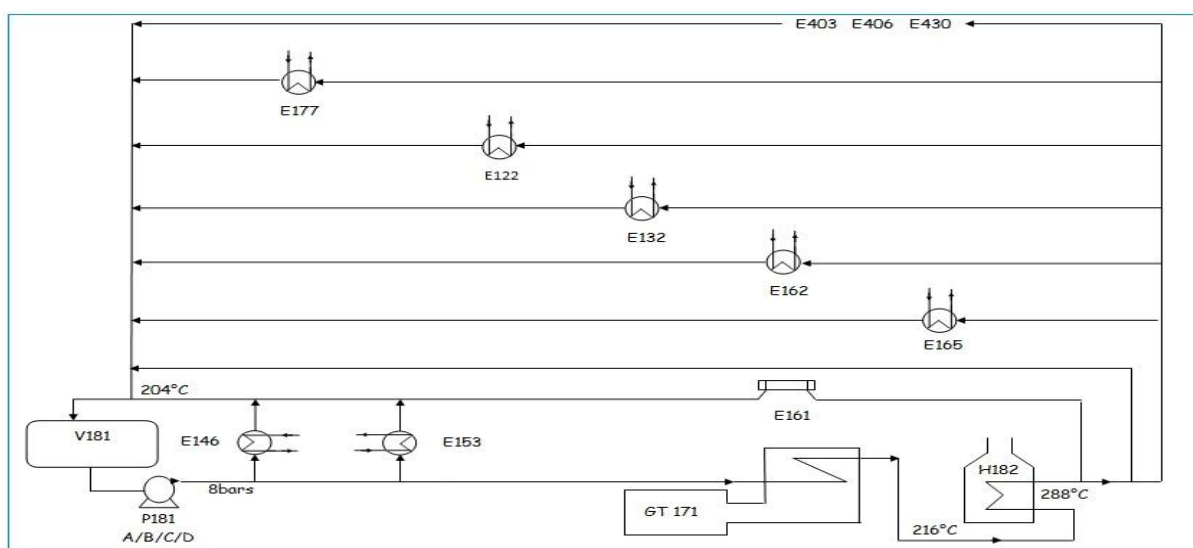 E403 E406 E430
E177
E122
E132
E162
E165
204°C
E161
V181
E146
E153
H182
8bars
GT 171
288°C
P181
A/B/C/D
216°C